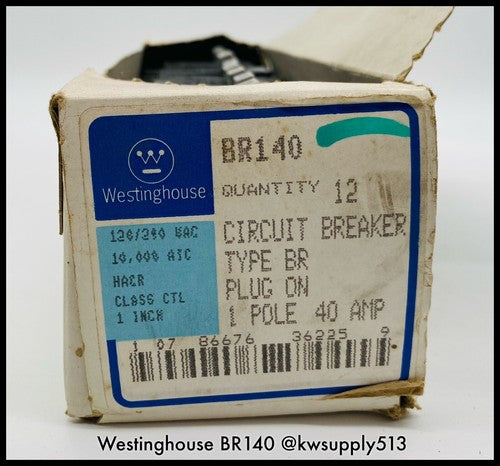 Westinghouse
BR140
QUANTITY 12
CIRCUIT BREAKER
TYPE BR
PLUG ON
1 POLE 40 AMP
120/240 VAC
10,000 AIC
HACR
CLASS CTL
1 INCH
1 07 86676 36225 9
Westinghouse BR140 @kwsupply513